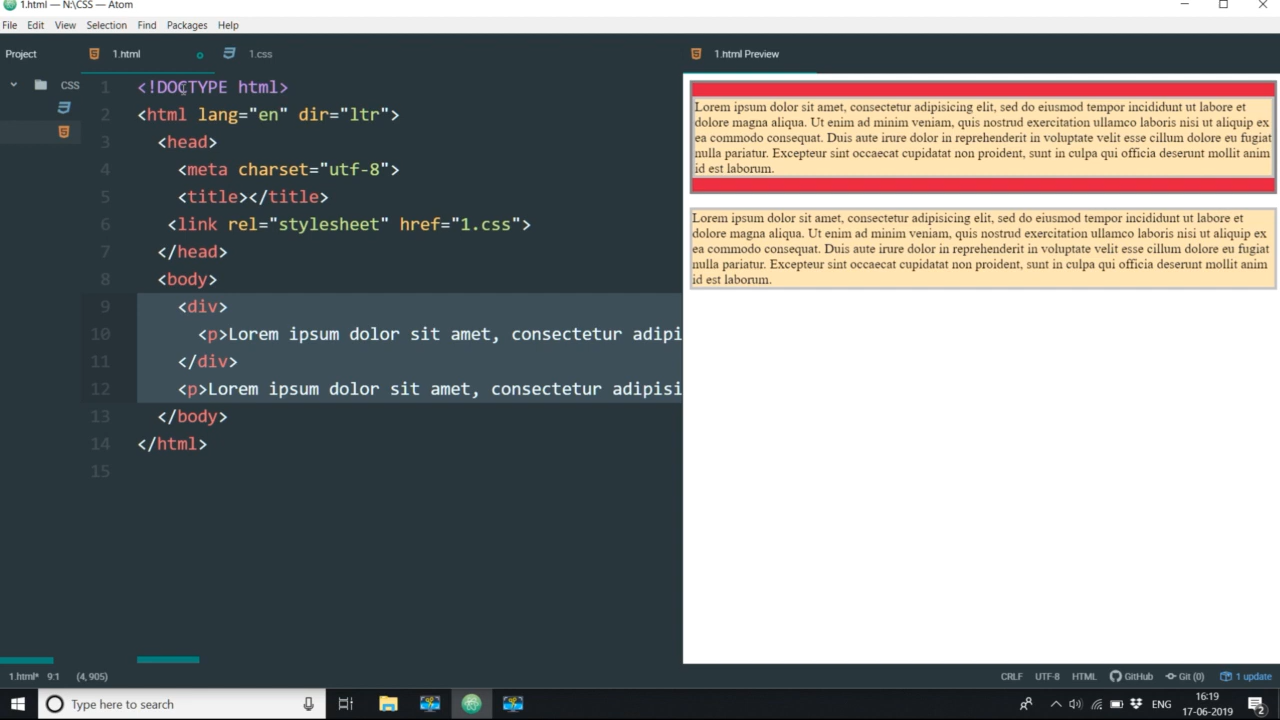 1.html — N:\CSS — Atom
File Edit View Selection Find Packages Help
Project
1.html
1.css
1.html Preview
CSS
1 <!DOCTYPE html>
2 <html lang="en" dir="ltr">
3 <head>
4 <meta charset="utf-8">
5 <title></title>
6 <link rel="stylesheet" href="1.css">
7 </head>
8 <body>
9 <div>
10 <p>Lorem ipsum dolor sit amet, consectetur adipi
11 </div>
12 <p>Lorem ipsum dolor sit amet, consectetur adipisi
13 </body>
14 </html>
15
Lorem ipsum dolor sit amet, consectetur adipisicing elit, sed do eiusmod tempor incididunt ut labore et
dolore magna aliqua. Ut enim ad minim veniam, quis nostrud exercitation ullamco laboris nisi ut aliquip ex
ea commodo consequat. Duis aute irure dolor in reprehenderit in voluptate velit esse cillum dolore eu fugiat
nulla pariatur. Excepteur sint occaecat cupidatat non proident, sunt in culpa qui officia deserunt mollit anim
id est laborum.
Lorem ipsum dolor sit amet, consectetur adipisicing elit, sed do eiusmod tempor incididunt ut labore et
dolore magna aliqua. Ut enim ad minim veniam, quis nostrud exercitation ullamco laboris nisi ut aliquip ex
ea commodo consequat. Duis aute irure dolor in reprehenderit in voluptate velit esse cillum dolore eu fugiat
nulla pariatur. Excepteur sint occaecat cupidatat non proident, sunt in culpa qui officia deserunt mollit anim
id est laborum.
1.html* 9:1 (4, 905)
CRLF UTF-8 HTML GitHub Git (0) 1 update
Type here to search
ENG
16:19
17-06-2019
2